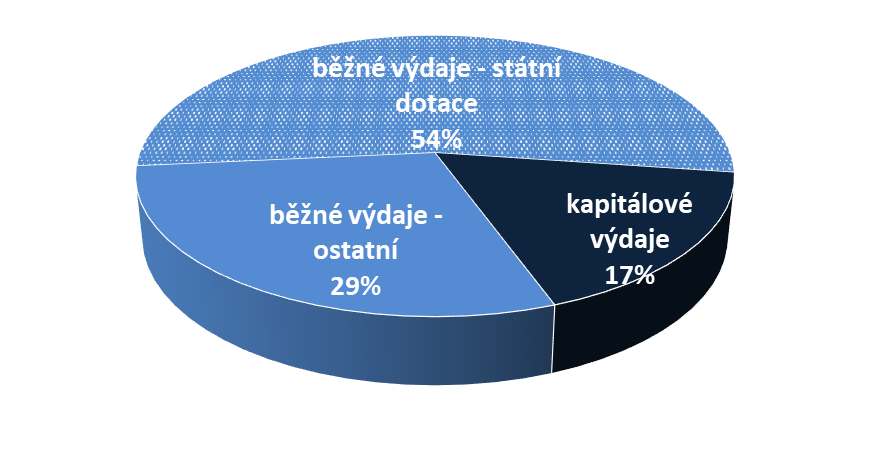 běžné výdaje - státní
dotace
54%
běžné výdaje -
ostatní
29%
kapitálové
výdaje
17%